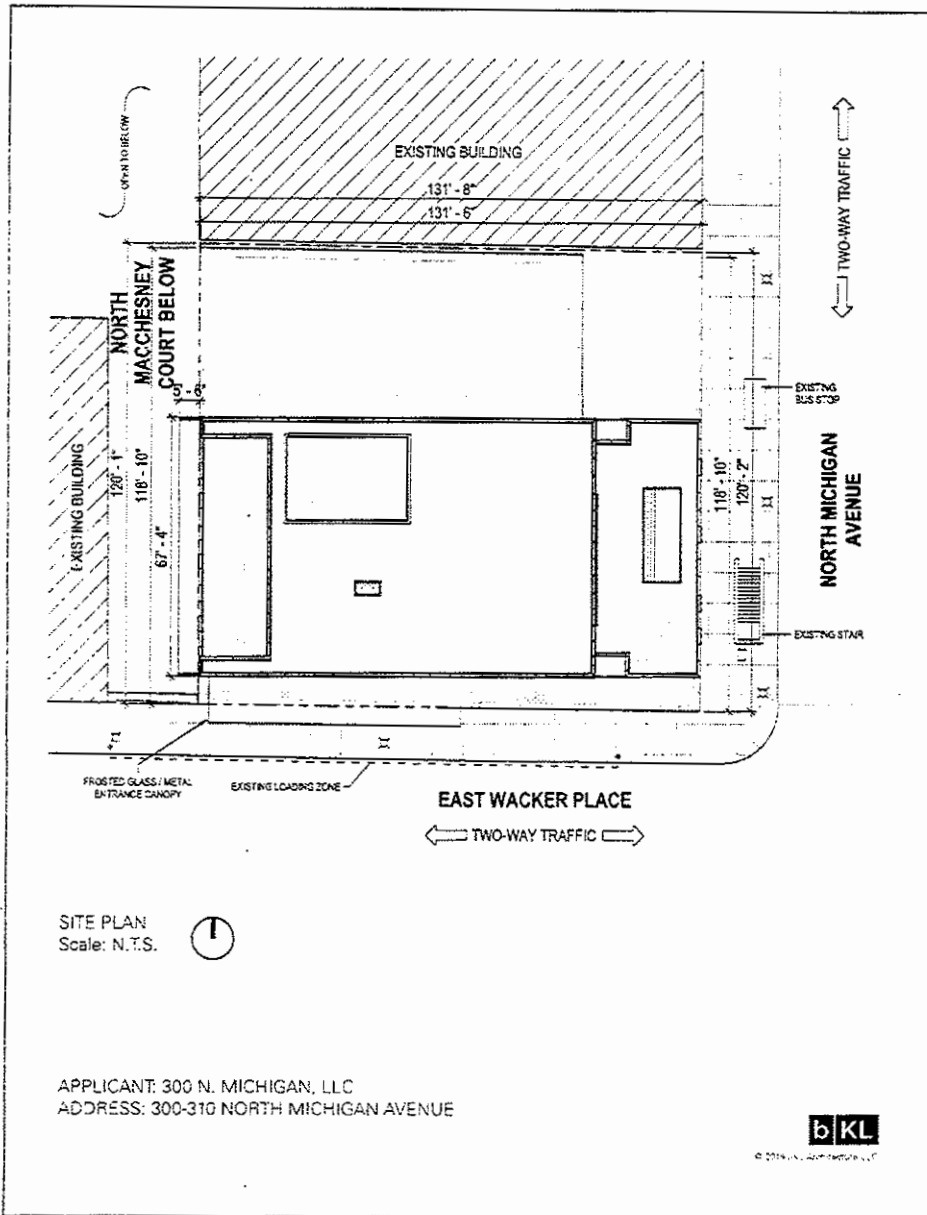 OPEN TO BELOW
EXISTING BUILDING
131' - 8"
131' - 6"
TWO-WAY TRAFFIC
NORTH
MACCHESNEY
COURT BELOW
EXISTING BUILDING
120' - 1"
118' - 10"
67' - 4"
EXISTING
BUS STOP
118' - 10"
120' - 2"
NORTH MICHIGAN
AVENUE
EXISTING STAIR
FROSTED GLASS / METAL
ENTRANCE CANOPY
EXISTING LOADING ZONE
EAST WACKER PLACE
TWO-WAY TRAFFIC
SITE PLAN
Scale: N.T.S.
APPLICANT: 300 N. MICHIGAN, LLC
ADDRESS: 300-310 NORTH MICHIGAN AVENUE
bKL
Architecture LLC